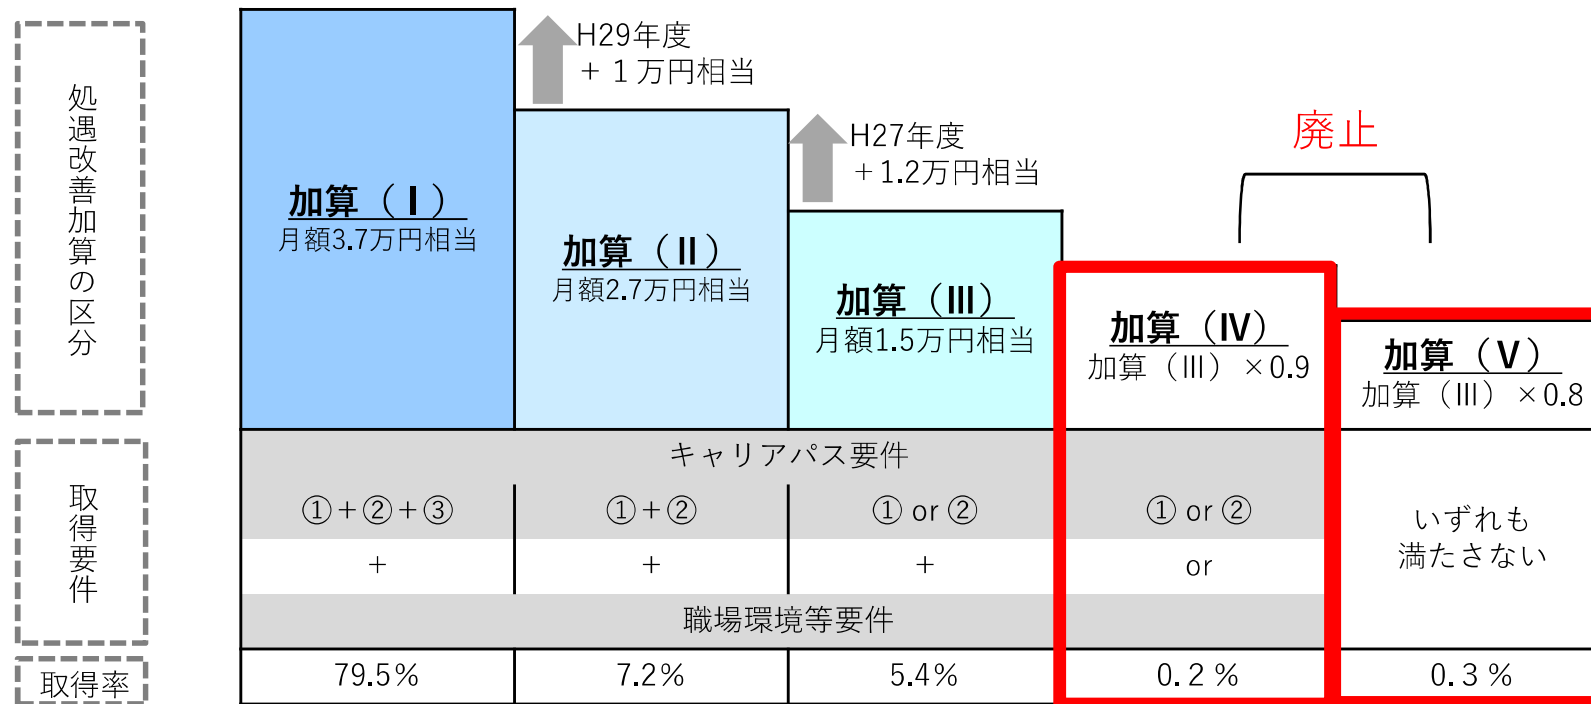 処遇改善加算の区分
H29年度
+ 1 万円相当
H27年度
+ 1.2万円相当
廃止
加算（Ⅰ）
月額3.7万円相当
加算（Ⅱ）
月額2.7万円相当
加算（Ⅲ）
月額1.5万円相当
加算（Ⅳ）
加算（Ⅲ）×0.9
加算（Ⅴ）
加算（Ⅲ）×0.8
取得要件
キャリアパス要件
①+②+③
①+②
① or ②
① or ②
いずれも
満たさない
+
+
+
or
職場環境等要件
取得率
79.5%
7.2%
5.4%
0.2 %
0.3 %